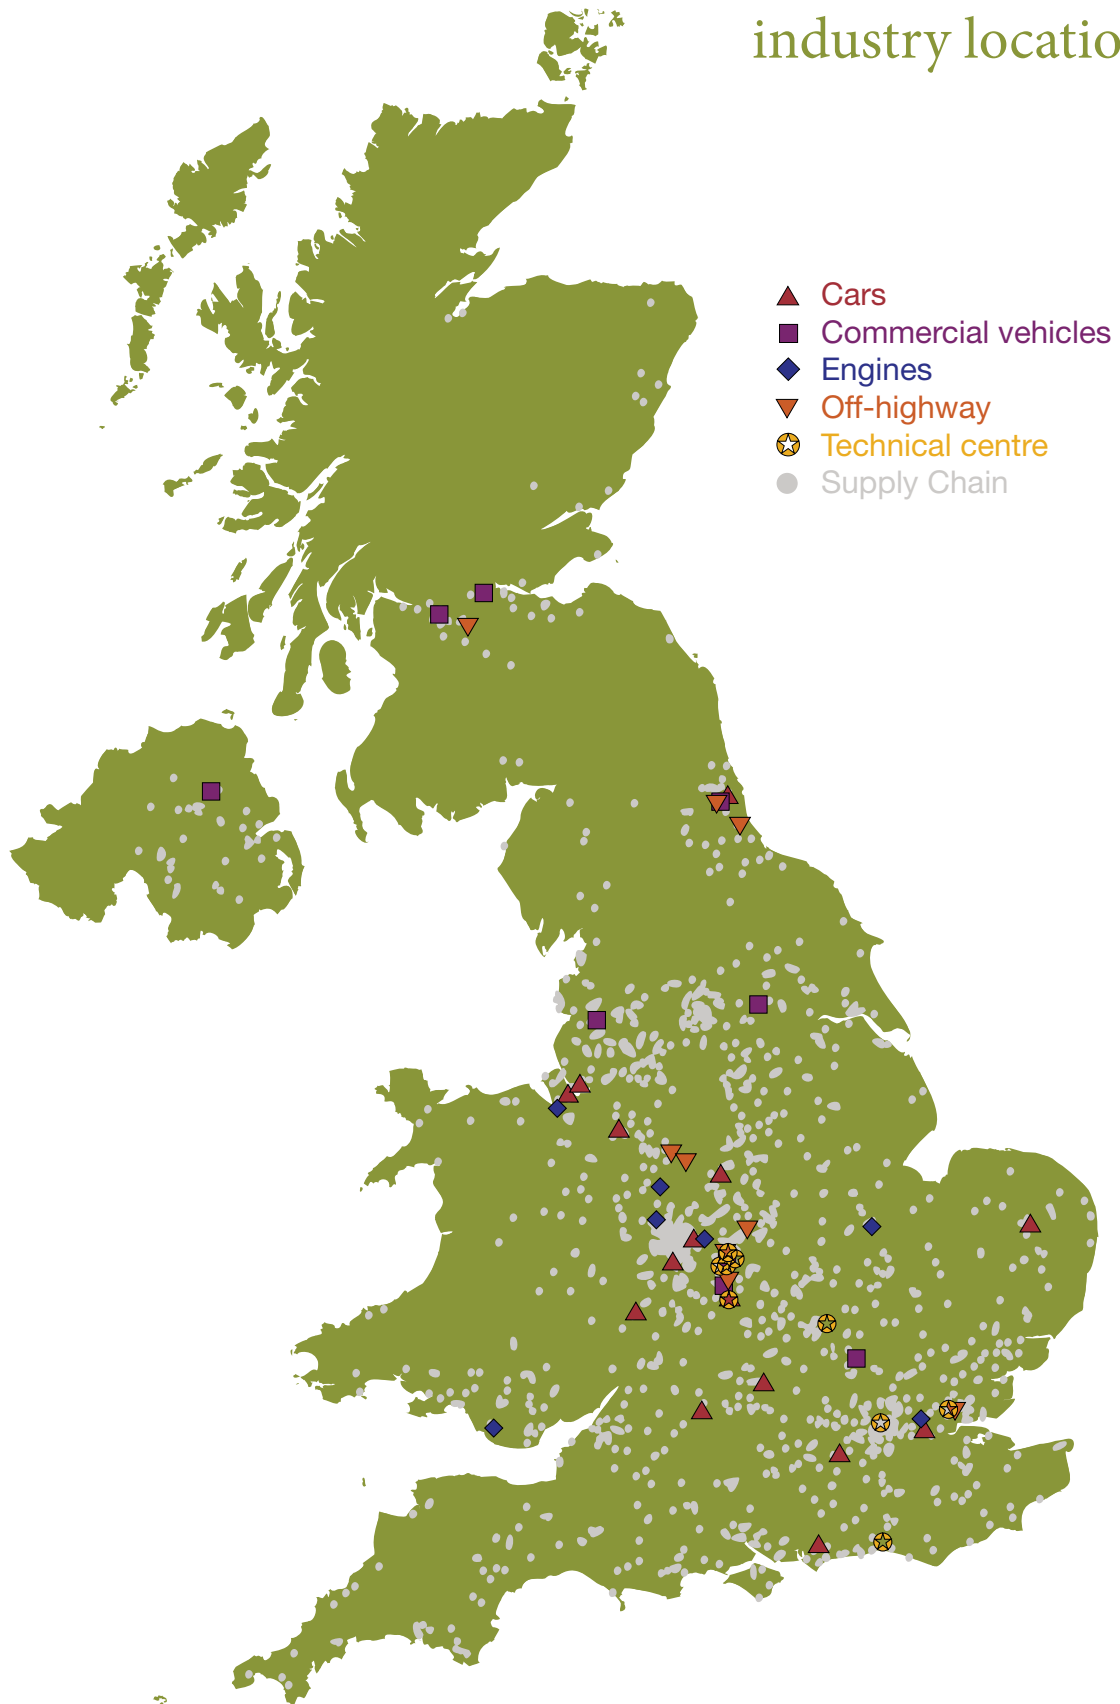 industry locatio
Cars
Commercial vehicles
Engines
Off-highway
Technical centre
Supply Chain